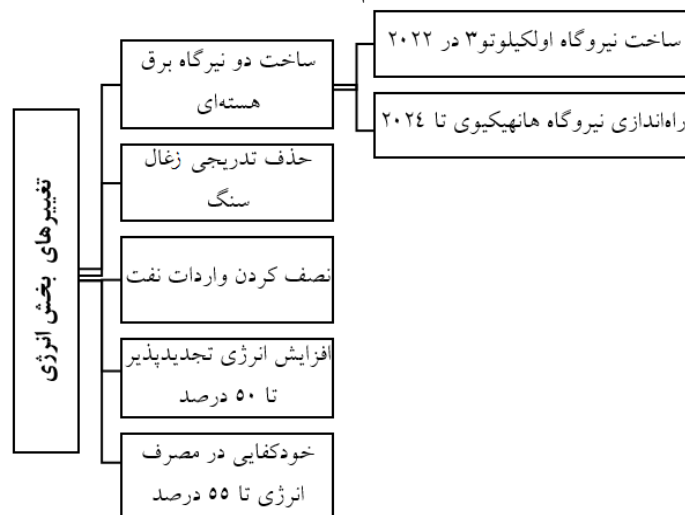 تغییرهای بخش انرژی
ساخت دو نیرگاه برق
هسته‌ای
ساخت نیروگاه اولکیلوتو۳ در ۲۰۲۲
راه‌اندازی نیروگاه هانهیکیوی تا ۲۰۲٤
حذف تدریجی زغال
سنگ
نصف کردن واردات نفت
افزایش انرژی تجدیدپذیر
تا ۵۰ درصد
خودکفایی در مصرف
انرژی تا ۵۵ درصد